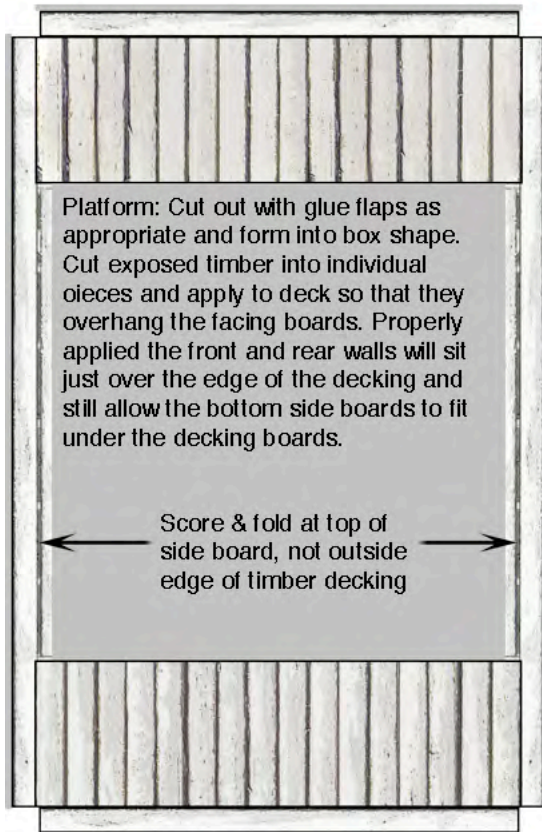 Platform: Cut out with glue flaps as
appropriate and form into box shape.
Cut exposed timber into individual
oieces and apply to deck so that they
overhang the facing boards. Properly
applied the front and rear walls will sit
just over the edge of the decking and
still allow the bottom side boards to fit
under the decking boards.
Score & fold at top of
side board, not outside
edge of timber decking